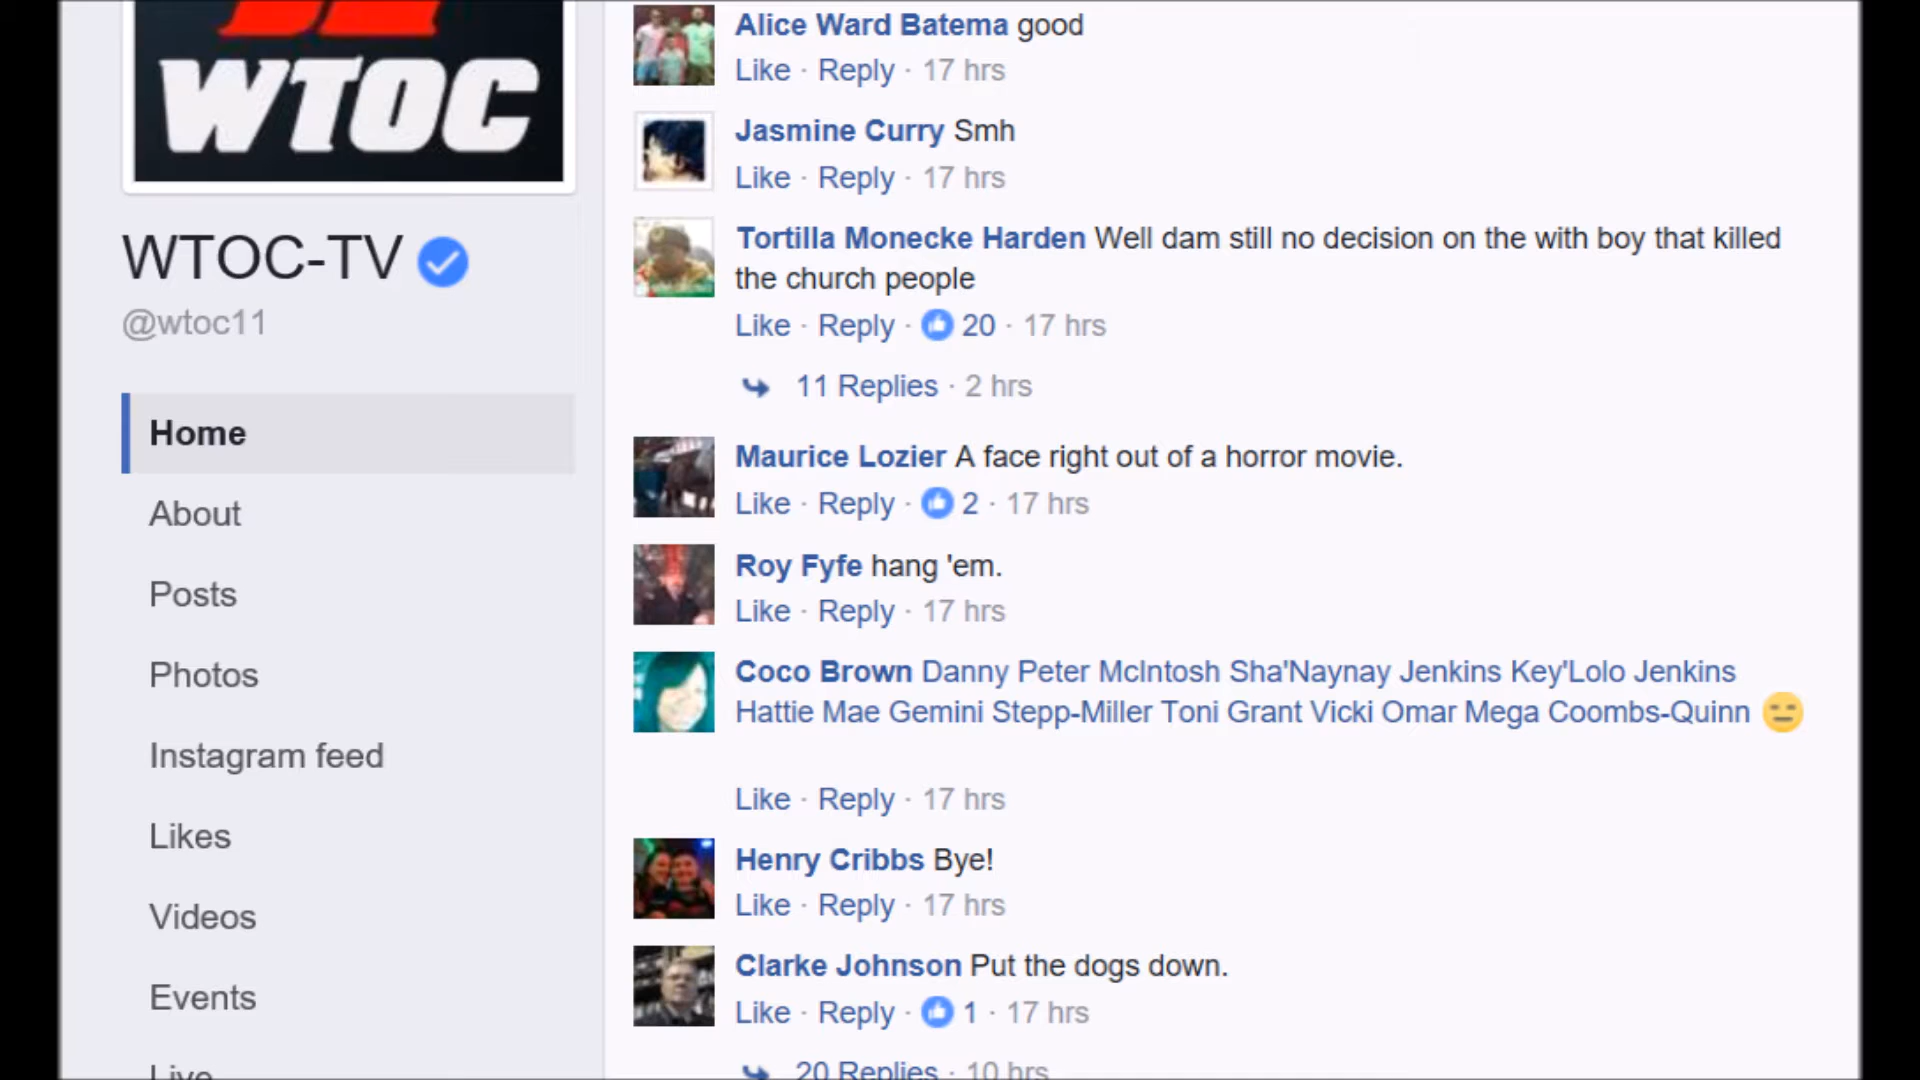 WTOC
WTOC-TV
@wtoc11
Home
About
Posts
Photos
Instagram feed
Likes
Videos
Events
Live
Alice Ward Batema good
Like · Reply · 17 hrs
Jasmine Curry Smh
Like · Reply · 17 hrs
Tortilla Monecke Harden Well dam still no decision on the with boy that killed
the church people
Like · Reply · 20 · 17 hrs
11 Replies · 2 hrs
Maurice Lozier A face right out of a horror movie.
Like · Reply · 2 · 17 hrs
Roy Fyfe hang 'em.
Like · Reply · 17 hrs
Coco Brown Danny Peter McIntosh Sha'Naynay Jenkins Key'Lolo Jenkins
Hattie Mae Gemini Stepp-Miller Toni Grant Vicki Omar Mega Coombs-Quinn
Like · Reply · 17 hrs
Henry Cribbs Bye!
Like · Reply · 17 hrs
Clarke Johnson Put the dogs down.
Like · Reply · 1 · 17 hrs
20 Replies · 10 hrs